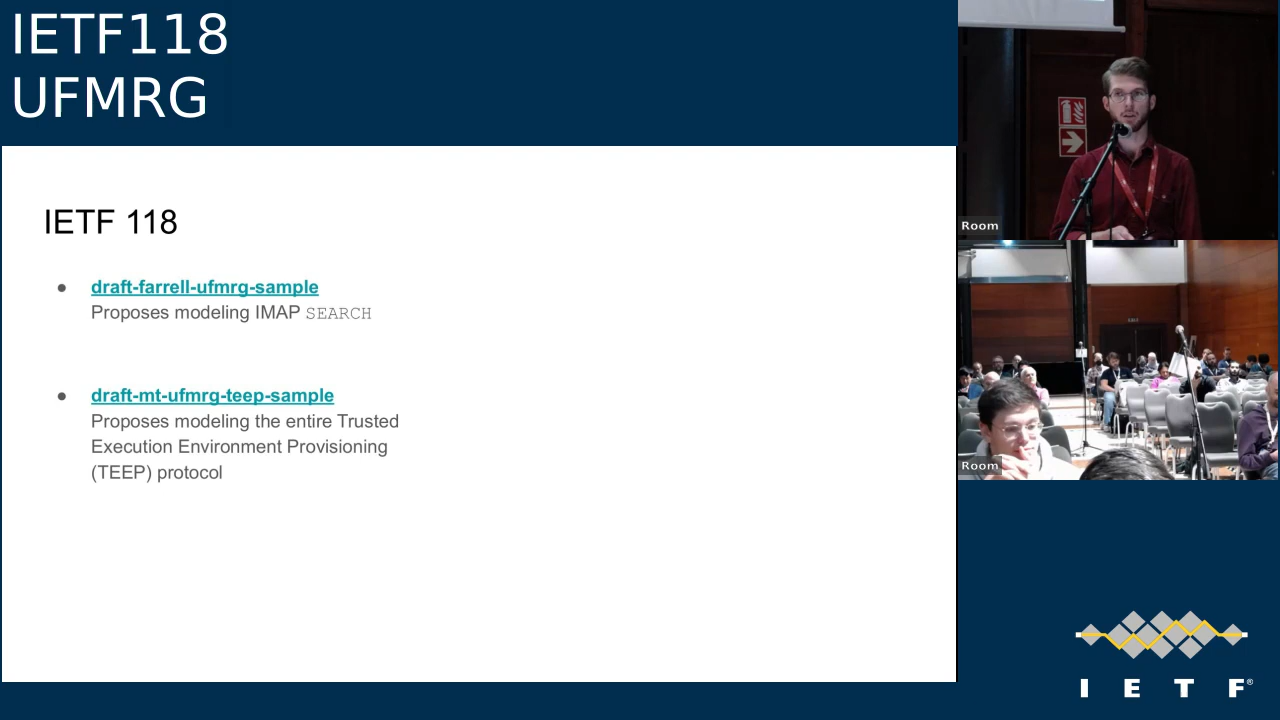 IETF118
UFMRG
IETF 118
● draft-farrell-ufmrg-sample
Proposes modeling IMAP SEARCH
● draft-mt-ufmrg-teep-sample
Proposes modeling the entire Trusted
Execution Environment Provisioning
(TEEP) protocol
Room
Room
I E T F®